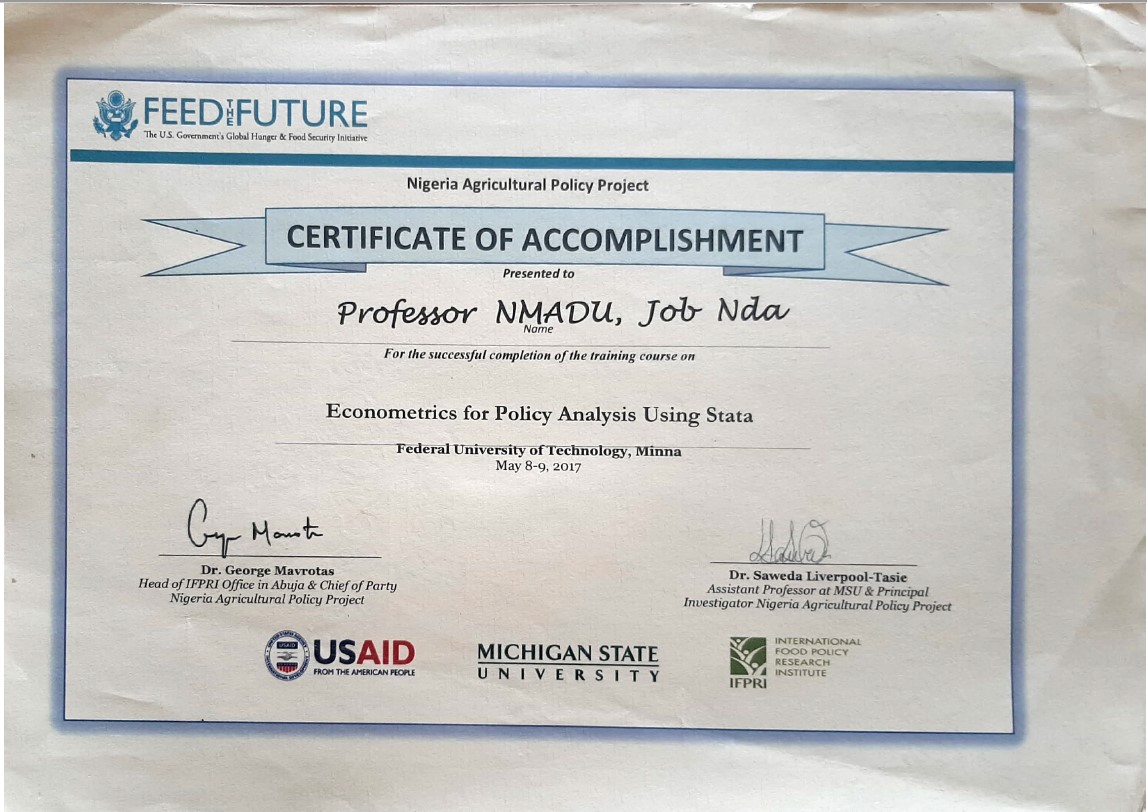 FEED THE FUTURE
The U.S. Government's Global Hunger & Food Security Initiative
Nigeria Agricultural Policy Project
CERTIFICATE OF ACCOMPLISHMENT
Presented to
Professor NMADU, Job Nda
Name
For the successful completion of the training course on
Econometrics for Policy Analysis Using Stata
Federal University of Technology, Minna
May 8-9, 2017
Dr. George Mavrotas
Head of IFPRI Office in Abuja & Chief of Party
Nigeria Agricultural Policy Project
Dr. Saweda Liverpool-Tasie
Assistant Professor at MSU & Principal
Investigator Nigeria Agricultural Policy Project
USAID
USAID
FROM THE AMERICAN PEOPLE
MICHIGAN STATE
UNIVERSITY
IFPRI
INTERNATIONAL
FOOD POLICY
RESEARCH
INSTITUTE